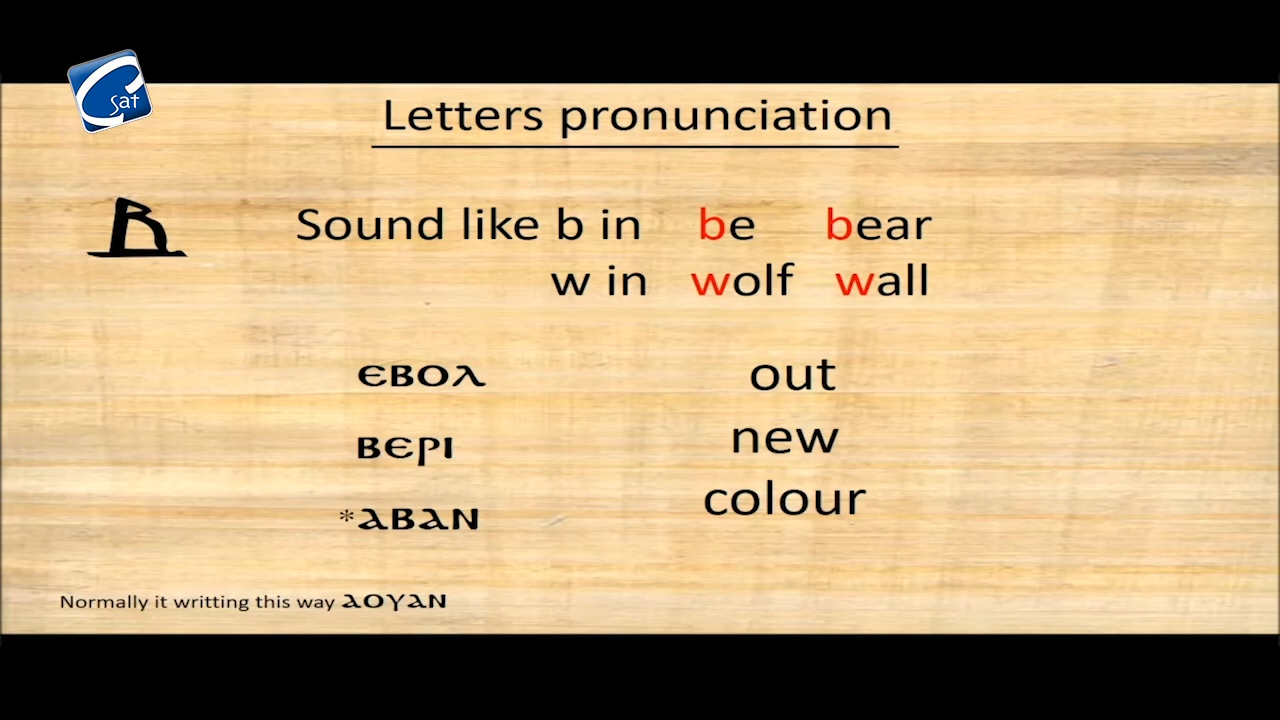 C Sat
Letters pronunciation
Ⲃ Sound like b in be bear
w in wolf wall
ⲉⲃⲟⲗ out
ⲃⲉⲣⲓ new
*ⲁⲃⲁⲛ colour
Normally it writting this way ⲁⲟⲩⲁⲛ